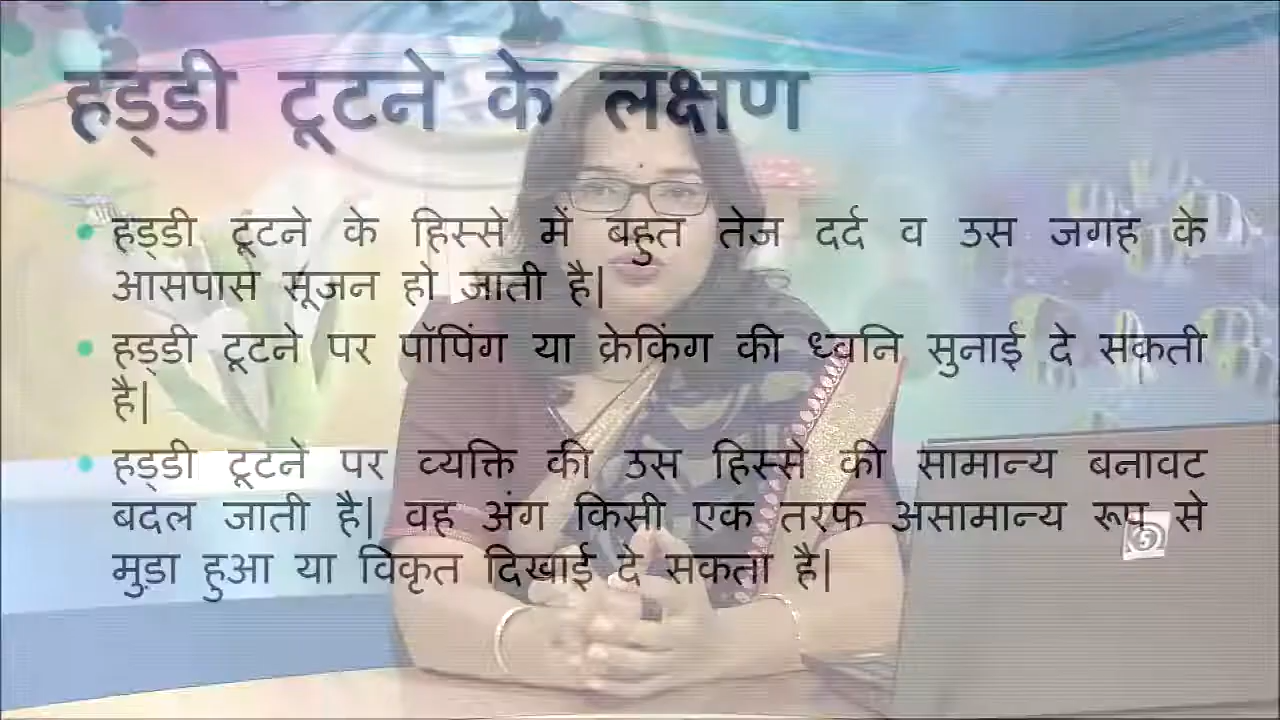 हड्डी टूटने के लक्षण
हड्डी टूटने के हिस्से में बहुत तेज दर्द व उस जगह के
आसपास सूजन हो जाती है|
हड्डी टूटने पर पॉपिंग या क्रेकिंग की ध्वनि सुनाई दे सकती
है|
हड्डी टूटने पर व्यक्ति की उस हिस्से की सामान्य बनावट
बदल जाती है| वह अंग किसी एक तरफ असामान्य रूप से
मुड़ा हुआ या विकृत दिखाई दे सकता है|